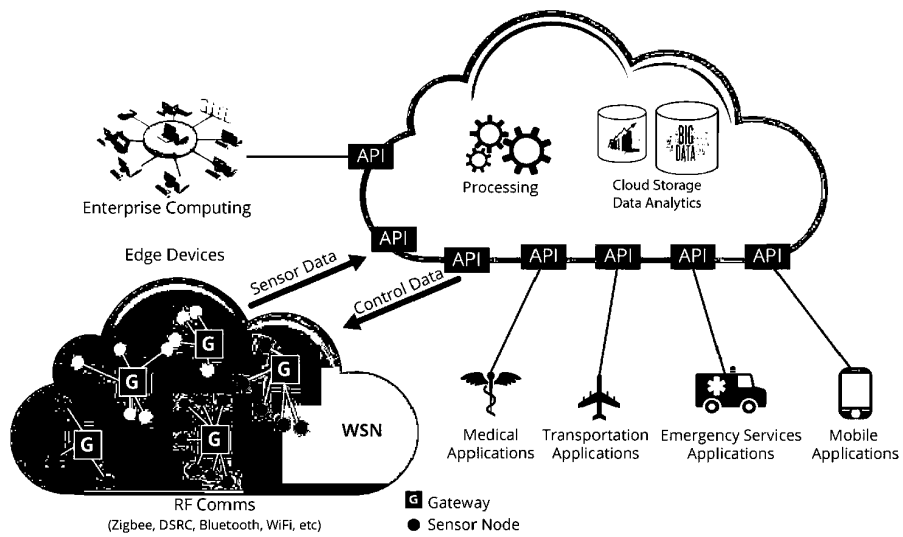 API
Processing
BIG
DATA
Cloud Storage
Data Analytics
Enterprise Computing
Edge Devices
API
Sensor Data
API
API
API
API
API
Control Data
G
G
G
G
G
WSN
Medical
Applications
Transportation
Applications
Emergency Services
Applications
Mobile
Applications
RF Comms
(Zigbee, DSRC, Bluetooth, WiFi, etc)
G Gateway
Sensor Node